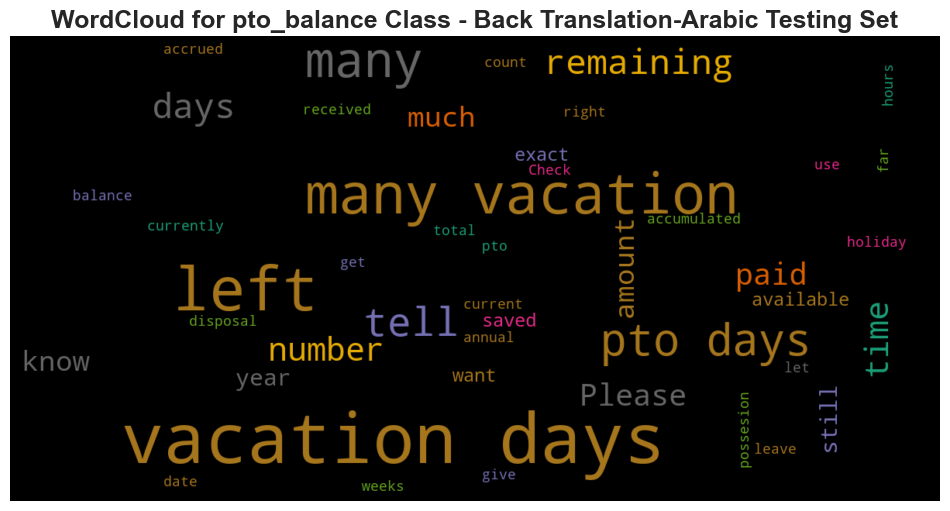 WordCloud for pto_balance Class - Back Translation-Arabic Testing Set
accrued
many
count
remaining
hours
days
received
much
right
exact
Check
use
far
many vacation
balance
currently
accumulated
total
pto
holiday
amount
get
left
paid
available
current
tell
saved
disposal
annual
time
number
pto days
know
year
want
let
Please
still
possesion
vacation days
leave
date
weeks
give